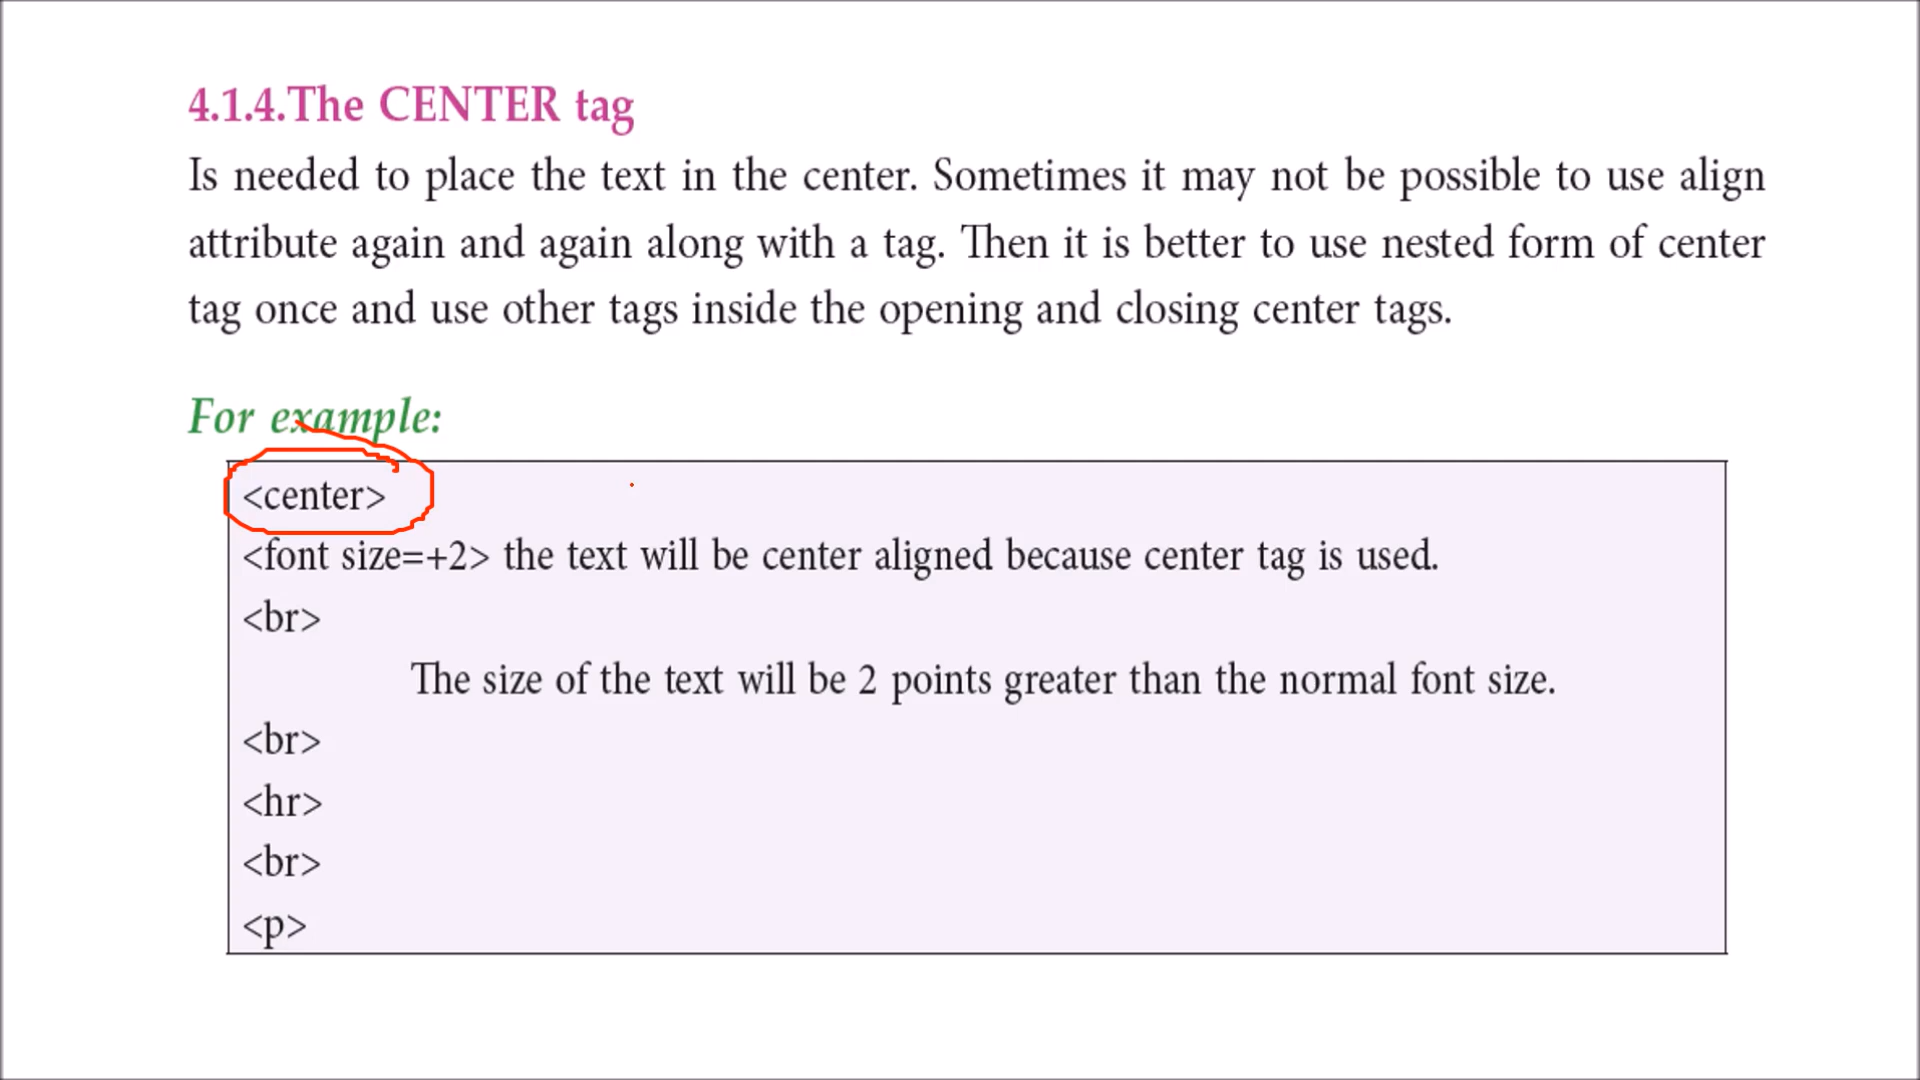 4.1.4.The CENTER tag
Is needed to place the text in the center. Sometimes it may not be possible to use align
attribute again and again along with a tag. Then it is better to use nested form of center
tag once and use other tags inside the opening and closing center tags.
For example:
<center>
<font size=+2> the text will be center aligned because center tag is used.
<br>
The size of the text will be 2 points greater than the normal font size.
<br>
<hr>
<br>
<p>